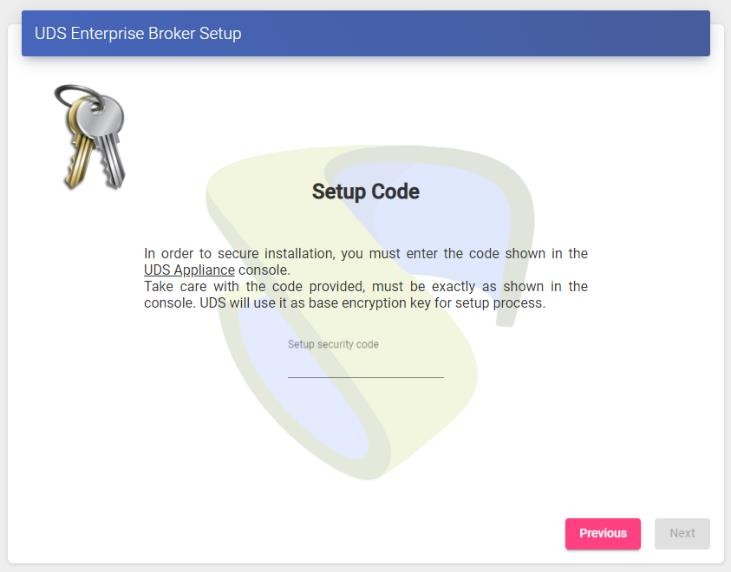 UDS Enterprise Broker Setup
Setup Code
In order to secure installation, you must enter the code shown in the
UDS Appliance console.
Take care with the code provided, must be exactly as shown in the
console. UDS will use it as base encryption key for setup process.
Setup security code
Previous
Next